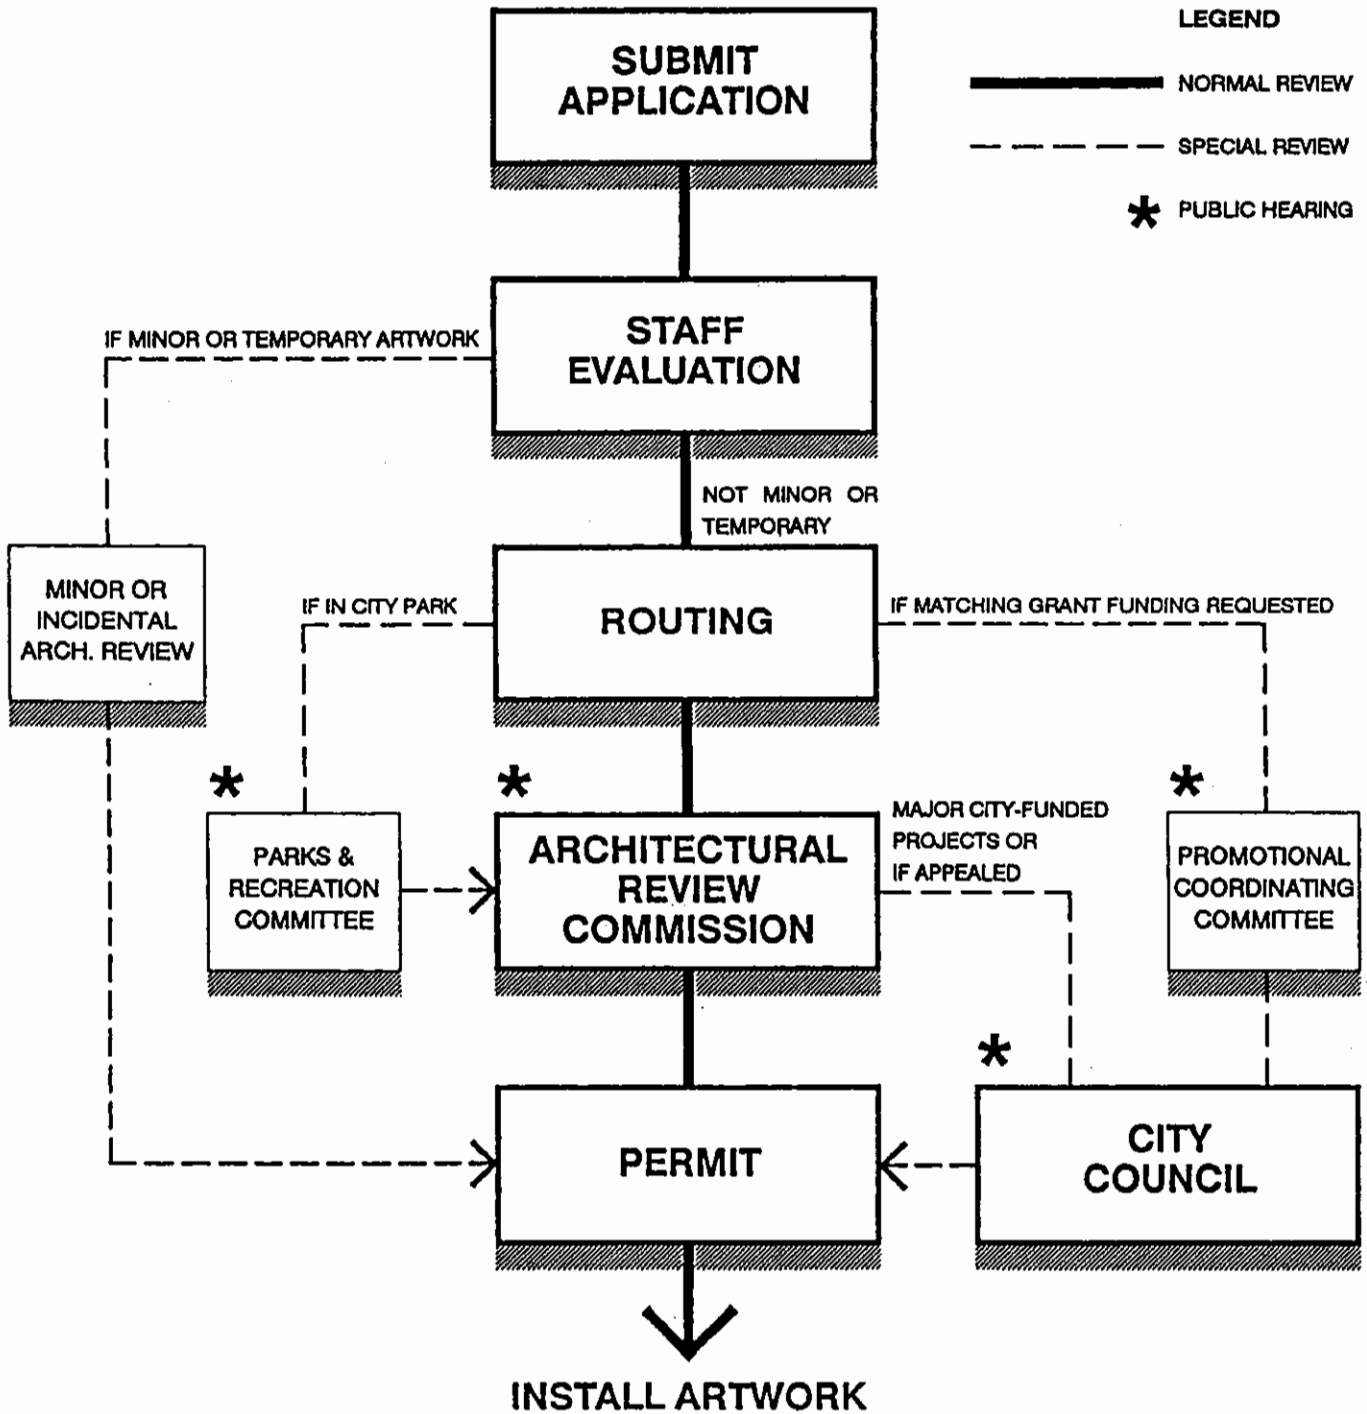 LEGEND
NORMAL REVIEW
SPECIAL REVIEW
* PUBLIC HEARING
SUBMIT
APPLICATION
STAFF
EVALUATION
IF MINOR OR TEMPORARY ARTWORK
NOT MINOR OR
TEMPORARY
MINOR OR
INCIDENTAL
ARCH. REVIEW
IF IN CITY PARK
ROUTING
IF MATCHING GRANT FUNDING REQUESTED
*
PARKS &
RECREATION
COMMITTEE
*
ARCHITECTURAL
REVIEW
COMMISSION
MAJOR CITY-FUNDED
PROJECTS OR
IF APPEALED
*
PROMOTIONAL
COORDINATING
COMMITTEE
PERMIT
*
CITY
COUNCIL
INSTALL ARTWORK